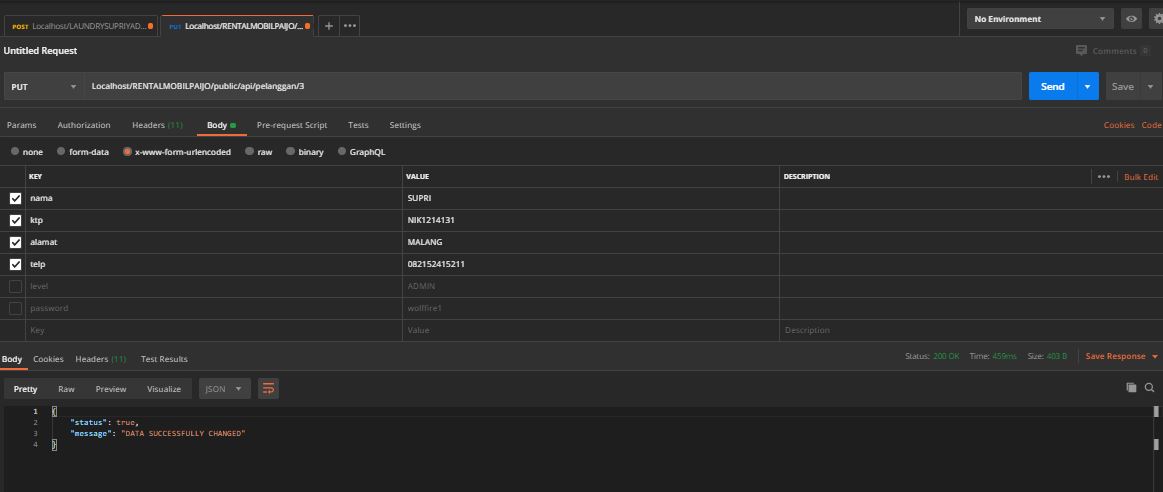 POST Localhost/LAUNDRYSUPRIYAD...
PUT Localhost/RENTALMOBILPAIJO/...
No Environment
Untitled Request
Comments 0
PUT Localhost/RENTALMOBILPAIJO/public/api/pelanggan/3 Send Save
Params Authorization Headers (11) Body Pre-request Script Tests Settings Cookies Code
none form-data x-www-form-urlencoded raw binary GraphQL
KEY VALUE DESCRIPTION Bulk Edit
nama SUPRI
ktp NIK1214131
alamat MALANG
telp 082152415211
level ADMIN
password wolffire1
Key Value Description
Body Cookies Headers (11) Test Results Status: 200 OK Time: 459ms Size: 403 B Save Response
Pretty Raw Preview Visualize JSON
1 {
2 "status": true,
3 "message": "DATA SUCCESSFULLY CHANGED"
4 }